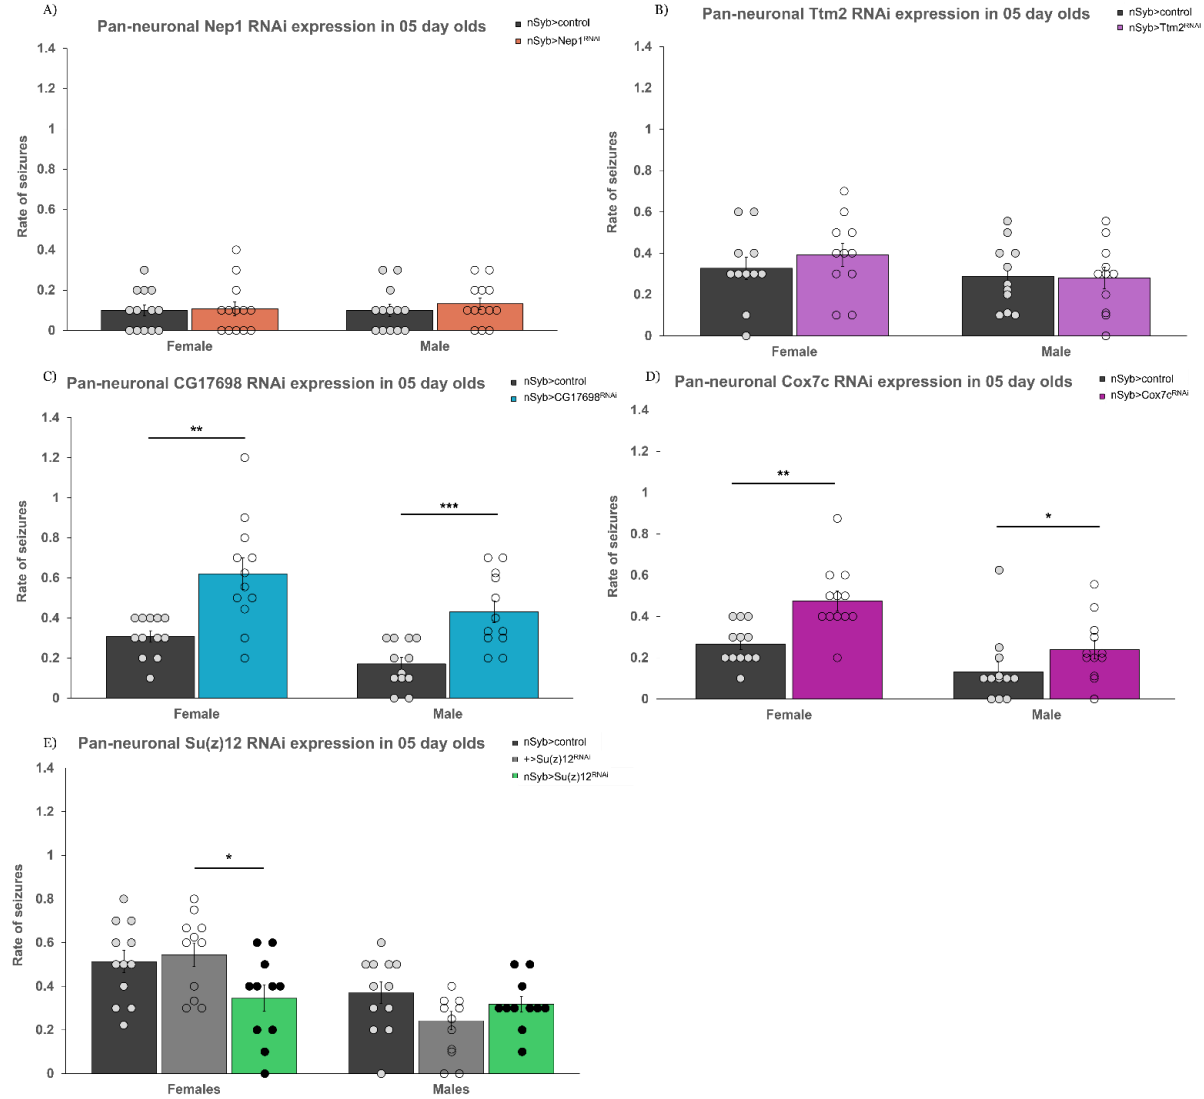 A)
Pan-neuronal Nep1 RNAi expression in 05 day olds
nSyb>control
nSyb>Nep1RNAi
1.4
1.2
1
0.8
0.6
0.4
0.2
0
Rate of seizures
Female Male
B)
Pan-neuronal Ttm2 RNAi expression in 05 day olds
nSyb>control
nSyb>Ttm2RNAi
1.4
1.2
1
0.8
0.6
0.4
0.2
0
Rate of seizures
Female Male
C)
Pan-neuronal CG17698 RNAi expression in 05 day olds
nSyb>control
nSyb>CG17698RNAi
1.4
1.2
1
0.8
0.6
0.4
0.2
0
Rate of seizures
**
***
Female Male
D)
Pan-neuronal Cox7c RNAi expression in 05 day olds
nSyb>control
nSyb>Cox7cRNAi
1.4
1.2
1
0.8
0.6
0.4
0.2
0
Rate of seizures
**
*
Female Male
E)
Pan-neuronal Su(z)12 RNAi expression in 05 day olds
nSyb>control
+>Su(z)12RNAi
nSyb>Su(z)12RNAi
1.4
1.2
1
0.8
0.6
0.4
0.2
0
Rate of seizures
*
Females Males